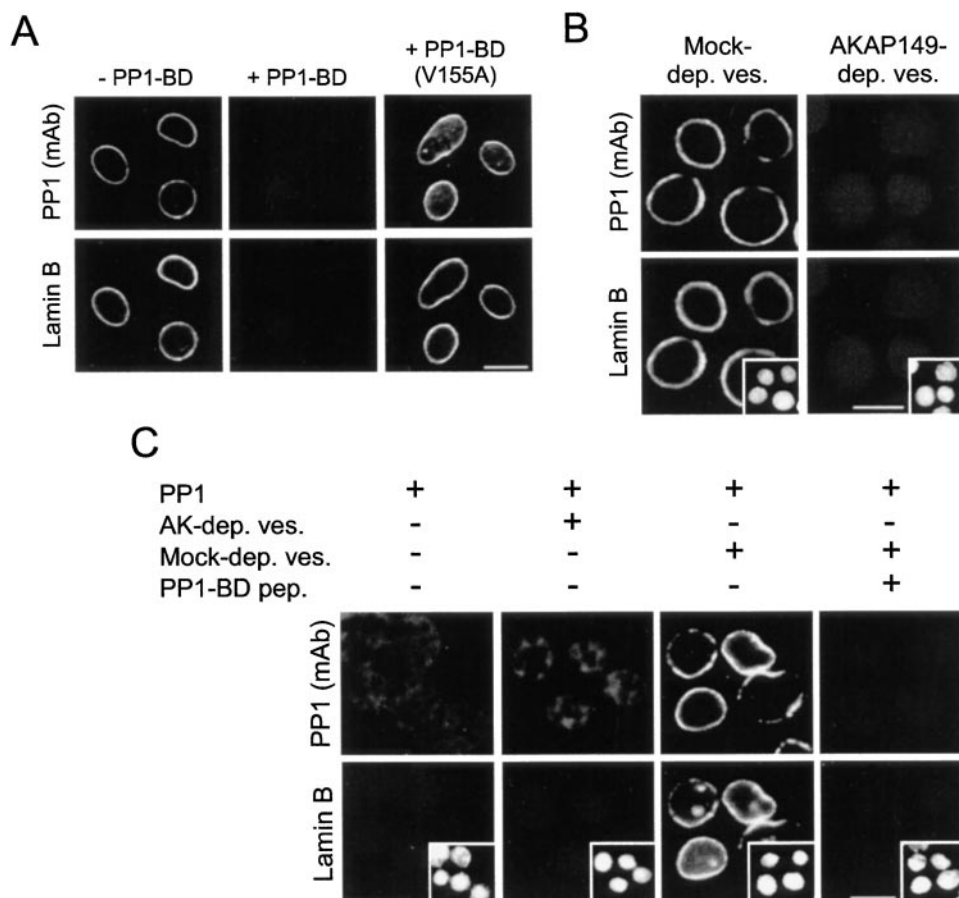 A
- PP1-BD
+ PP1-BD
+ PP1-BD
(V155A)
PP1 (mAb)
Lamin B
B
Mock-
dep. ves.
AKAP149-
dep. ves.
PP1 (mAb)
Lamin B
C
PP1 + + + +
AK-dep. ves. - + - -
Mock-dep. ves. - - + +
PP1-BD pep. - - - +
PP1 (mAb)
Lamin B